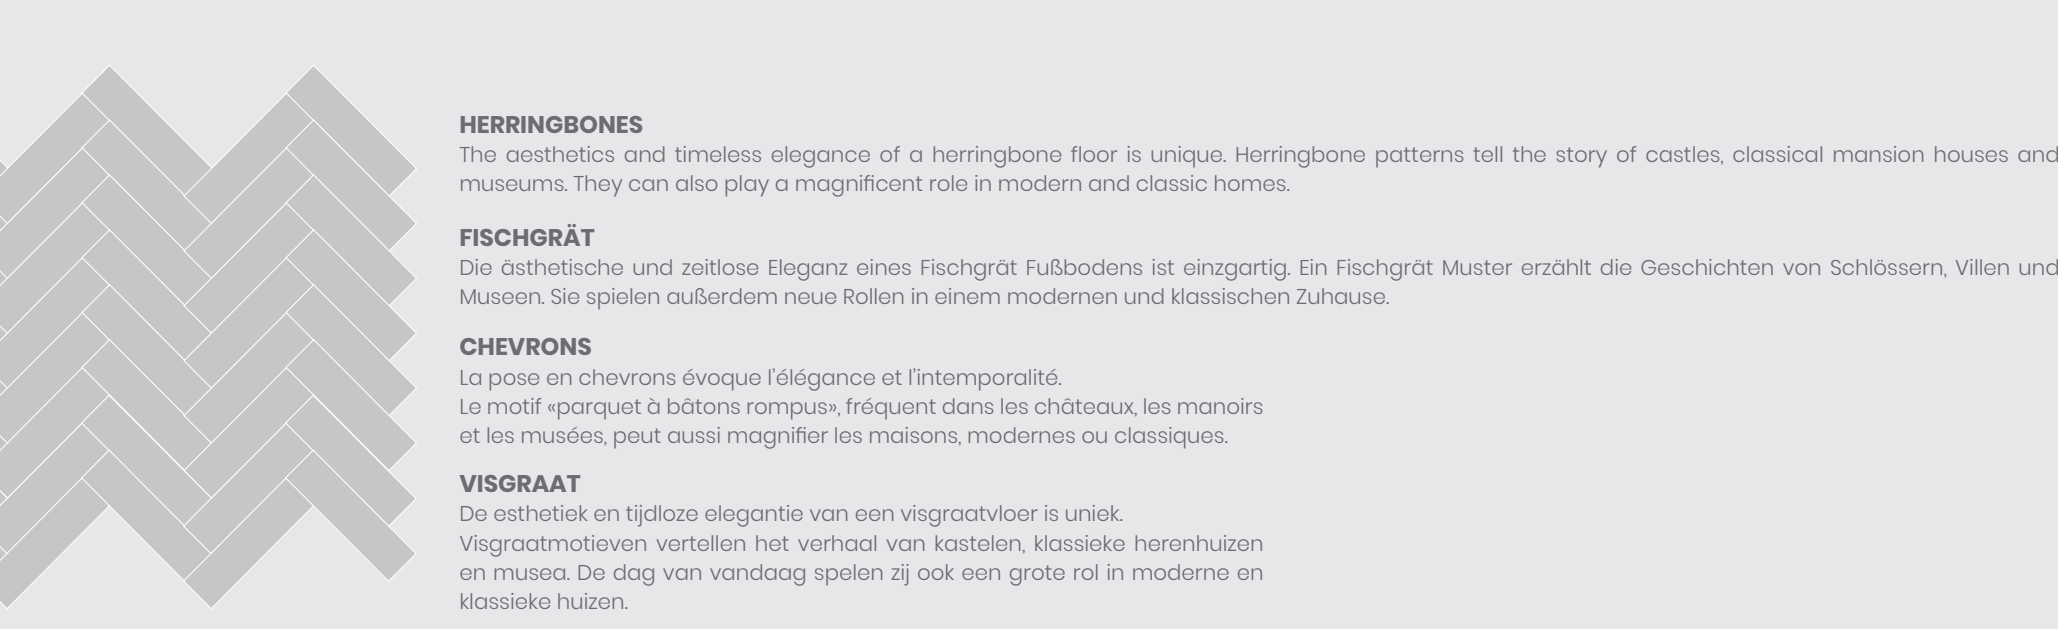 HERRINGBONES
The aesthetics and timeless elegance of a herringbone floor is unique. Herringbone patterns tell the story of castles, classical mansion houses and
museums. They can also play a magnificent role in modern and classic homes.
FISCHGRÄT
Die ästhetische und zeitlose Eleganz eines Fischgrät Fußbodens ist einzgartig. Ein Fischgrät Muster erzählt die Geschichten von Schlössern, Villen und
Museen. Sie spielen außerdem neue Rollen in einem modernen und klassischen Zuhause.
CHEVRONS
La pose en chevrons évoque l’élégance et l’intemporalité.
Le motif «parquet à bâtons rompus», fréquent dans les châteaux, les manoirs
et les musées, peut aussi magnifier les maisons, modernes ou classiques.
VISGRAAT
De esthetiek en tijdloze elegantie van een visgraatvloer is uniek.
Visgraatmotieven vertellen het verhaal van kastelen, klassieke herenhuizen
en musea. De dag van vandaag spelen zij ook een grote rol in moderne en
klassieke huizen.